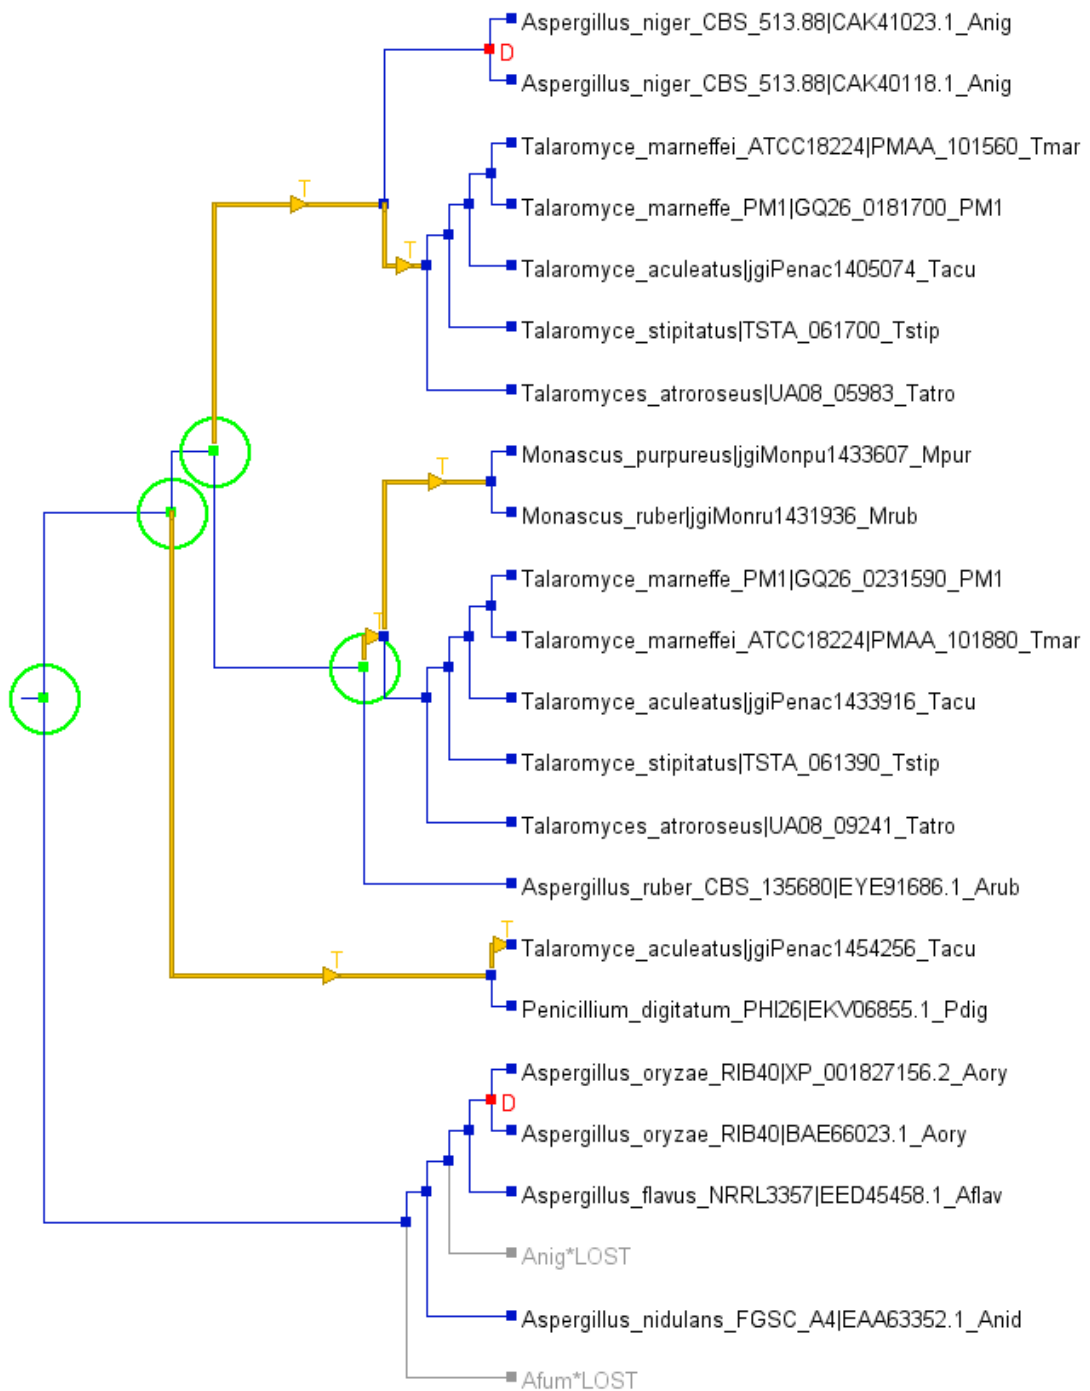 Aspergillus_niger_CBS_513.88|CAK41023.1_Anig
D
Aspergillus_niger_CBS_513.88|CAK40118.1_Anig
Talaromyce_marneffei_ATCC18224|PMAA_101560_Tmar
T
Talaromyce_marneffe_PM1|GQ26_0181700_PM1
T
Talaromyce_aculeatus|jgiPenac1405074_Tacu
Talaromyce_stipitatus|TSTA_061700_Tstip
Talaromyces_atroroseus|UA08_05983_Tatro
Monascus_purpureus|jgiMonpu1433607_Mpur
T
Monascus_ruber|jgiMonru1431936_Mrub
Talaromyce_marneffe_PM1|GQ26_0231590_PM1
T
Talaromyce_marneffei_ATCC18224|PMAA_101880_Tmar
Talaromyce_aculeatus|jgiPenac1433916_Tacu
Talaromyce_stipitatus|TSTA_061390_Tstip
Talaromyces_atroroseus|UA08_09241_Tatro
Aspergillus_ruber_CBS_135680|EYE91686.1_Arub
T
Talaromyce_aculeatus|jgiPenac1454256_Tacu
T
Penicillium_digitatum_PHI26|EKV06855.1_Pdig
Aspergillus_oryzae_RIB40|XP_001827156.2_Aory
D
Aspergillus_oryzae_RIB40|BAE66023.1_Aory
Aspergillus_flavus_NRRL3357|EED45458.1_Aflav
Anig*LOST
Aspergillus_nidulans_FGSC_A4|EAA63352.1_Anid
Afum*LOST